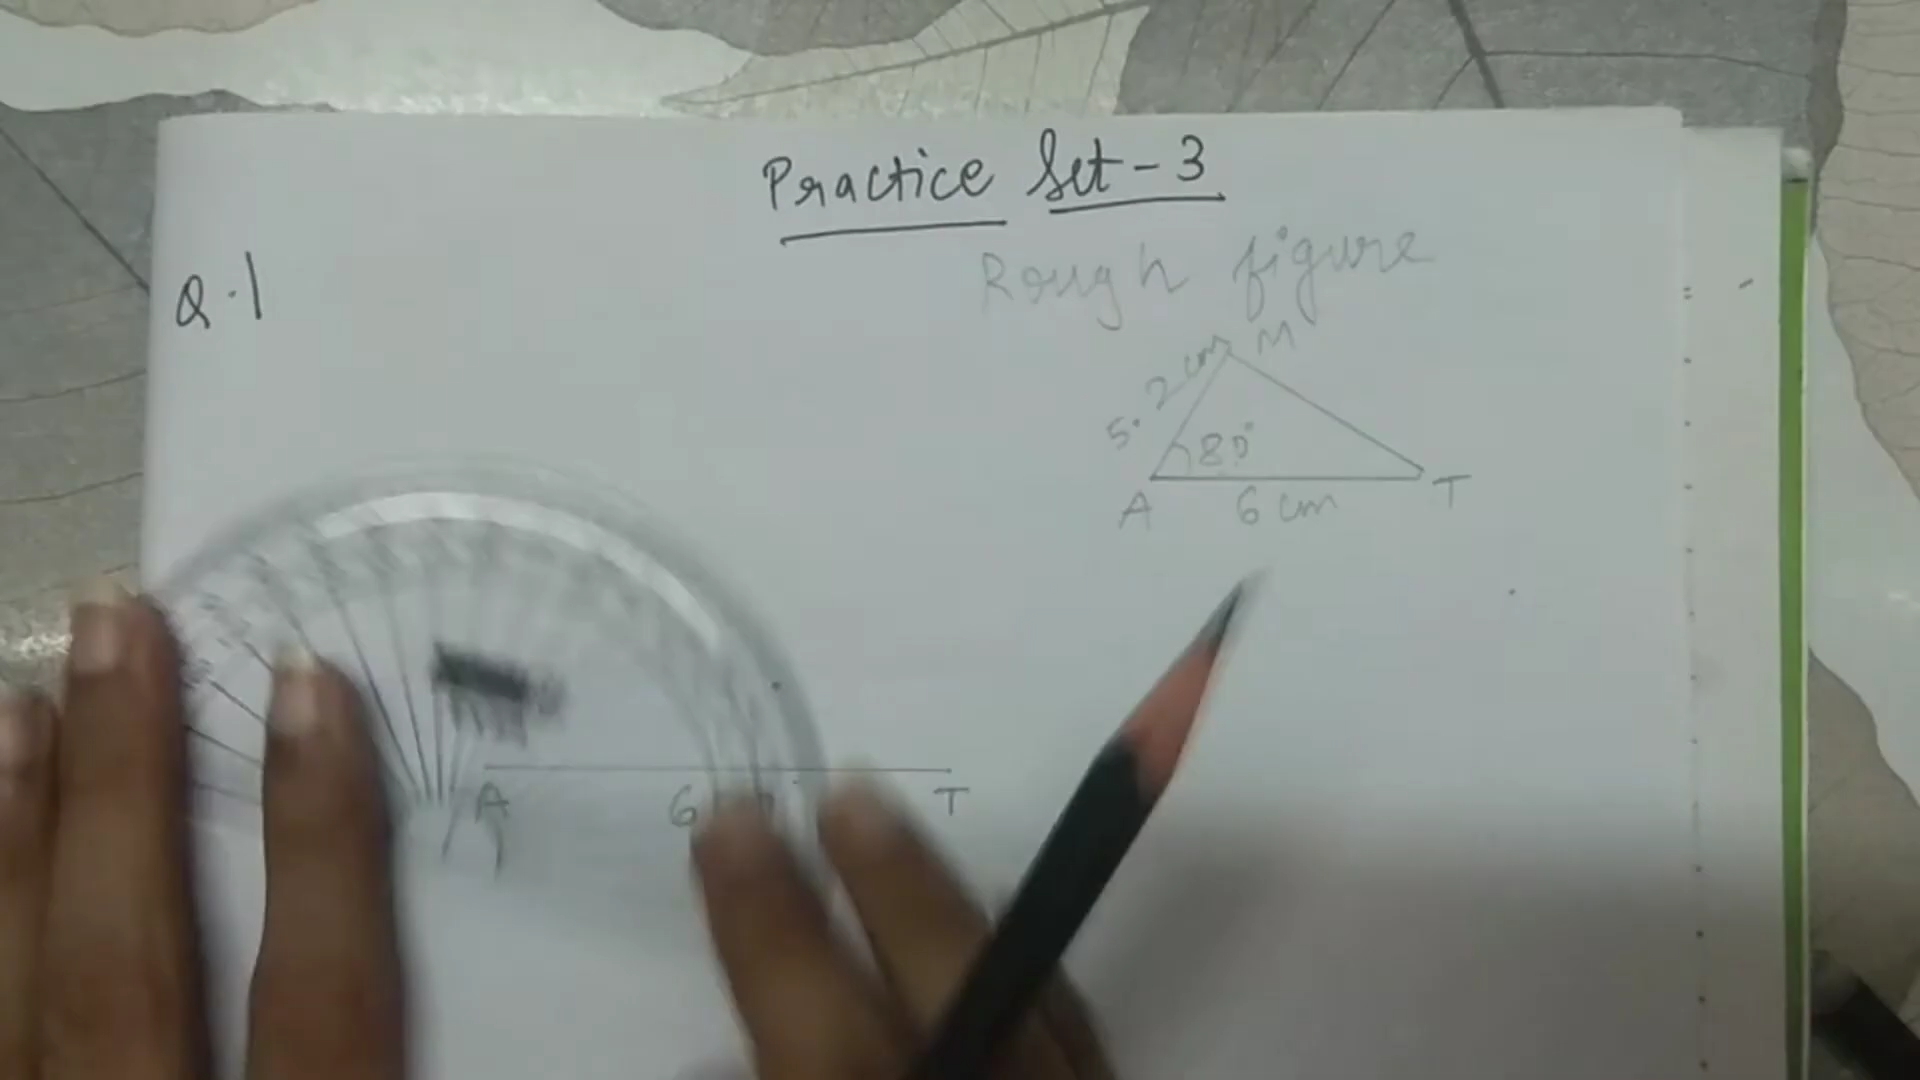 Practice Set - 3
Rough figure
Q.1
M
5.2 cm
80°
A 6 cm T
A 6 T